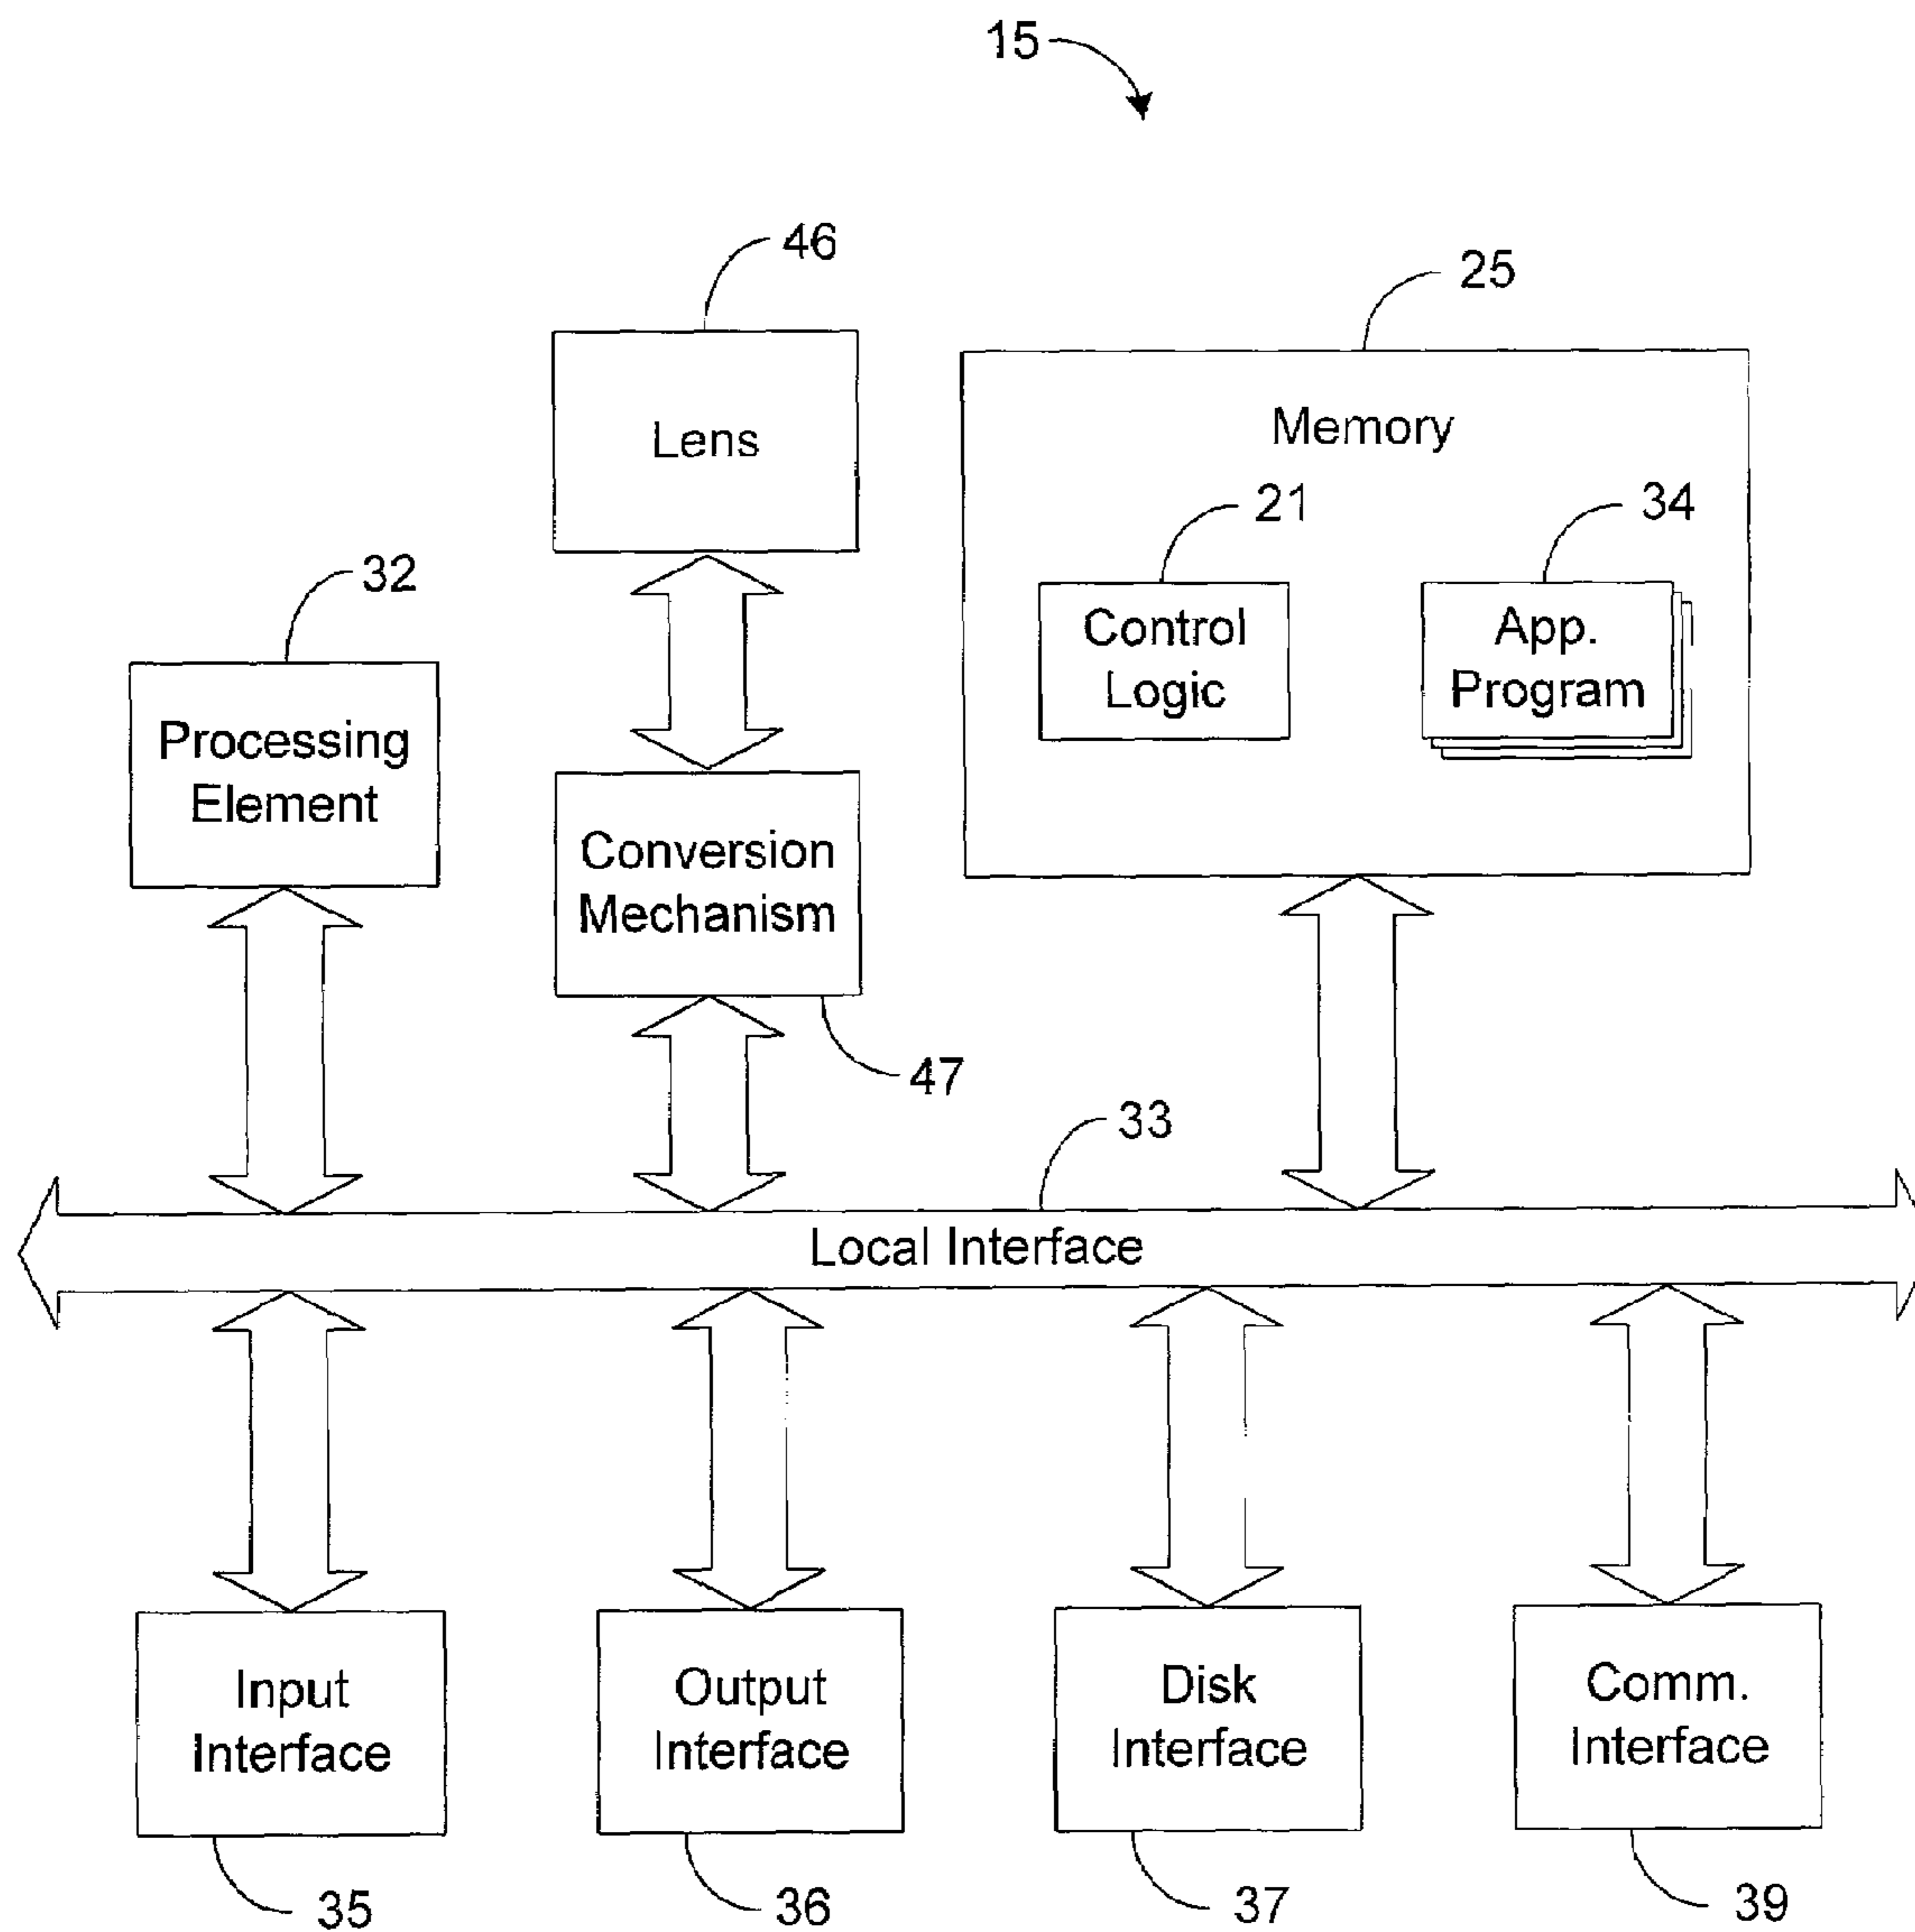 15
46
25
Lens
Memory
21
34
32
Control
Logic
App.
Program
Processing
Element
Conversion
Mechanism
47
33
Local Interface
Input
Interface
Output
Interface
Disk
Interface
Comm.
Interface
35
36
37
39